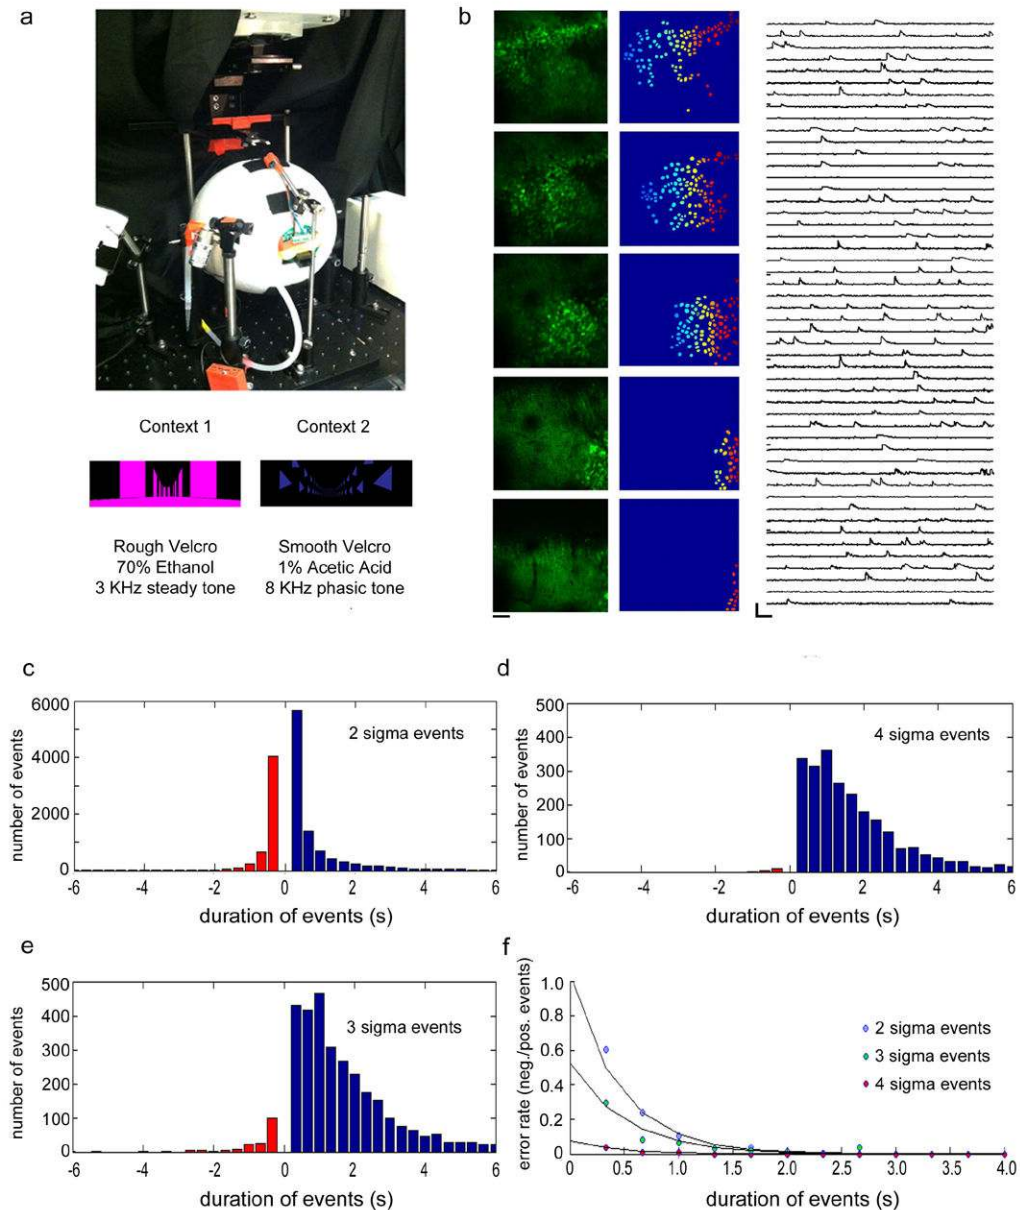 a
b
Context 1
Context 2
Rough Velcro
70% Ethanol
3 KHz steady tone
Smooth Velcro
1% Acetic Acid
8 KHz phasic tone
c
number of events
6000
4000
2000
0
-6 -4 -2 0 2 4 6
2 sigma events
duration of events (s)
d
number of events
500
400
300
200
100
0
-6 -4 -2 0 2 4 6
4 sigma events
duration of events (s)
e
number of events
500
400
300
200
100
0
-6 -4 -2 0 2 4 6
3 sigma events
duration of events (s)
f
error rate (neg./pos. events)
1.0
0.8
0.6
0.4
0.2
0
0 0.5 1.0 1.5 2.0 2.5 3.0 3.5 4.0
2 sigma events
3 sigma events
4 sigma events
duration of events (s)